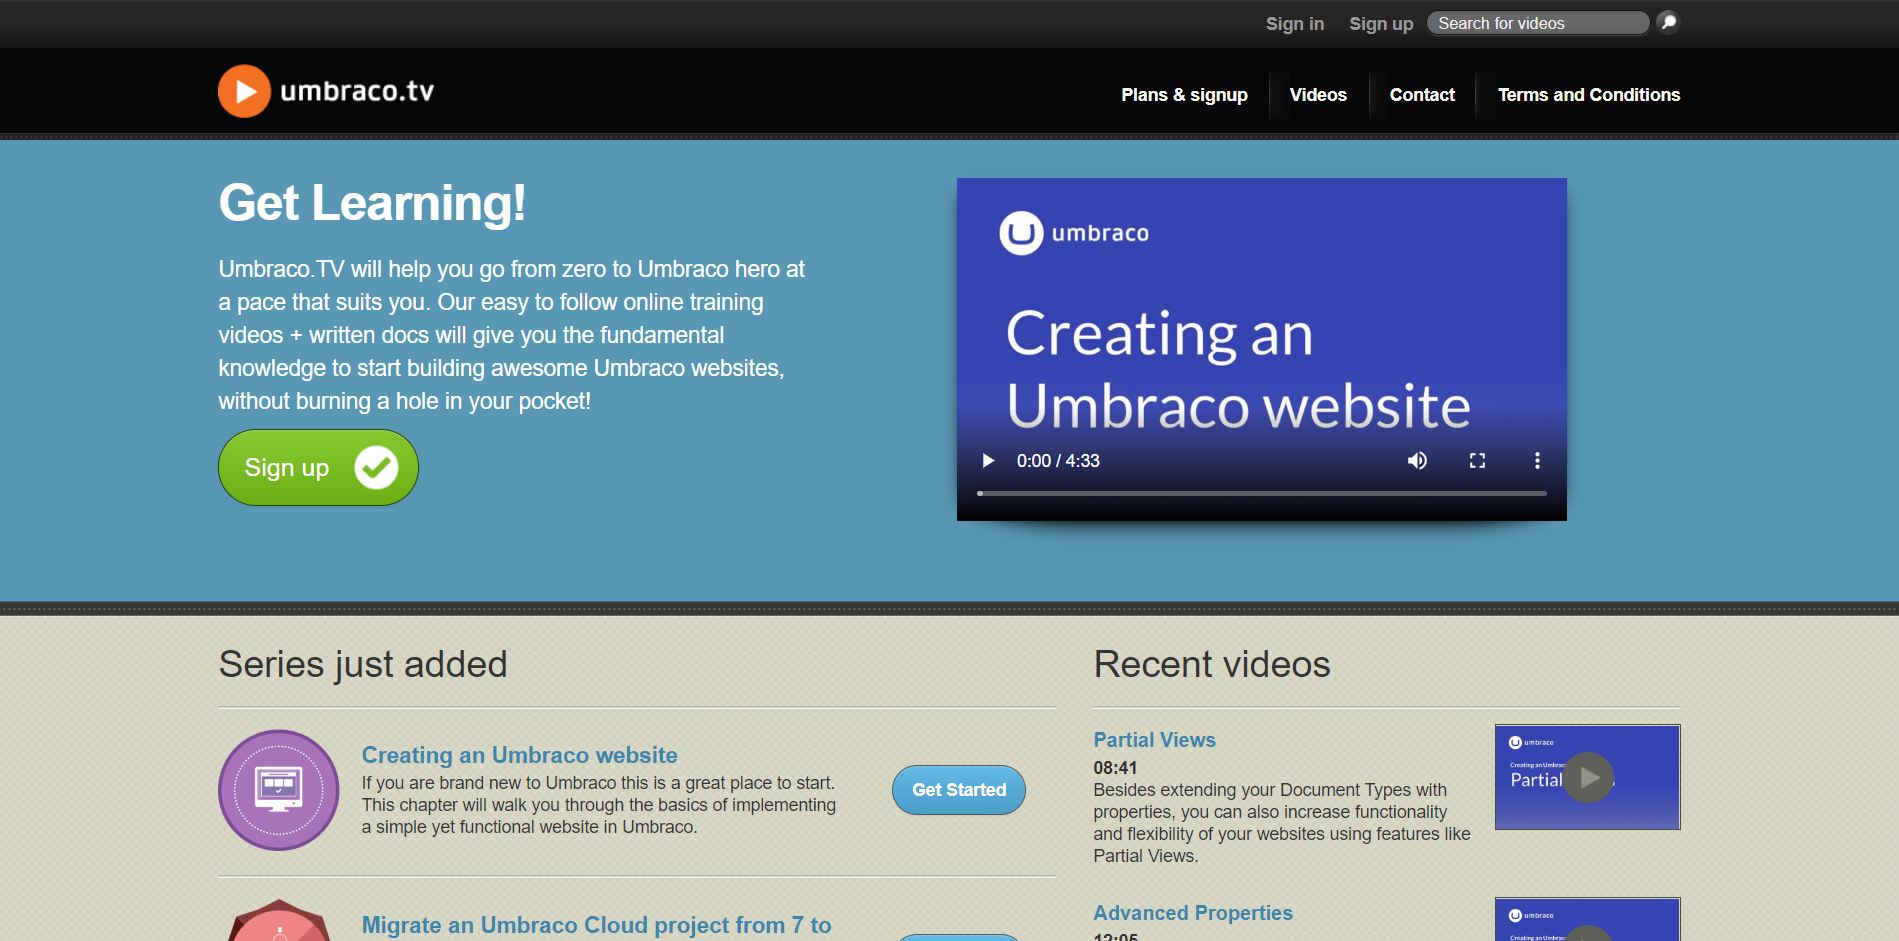 Sign in
Sign up
Search for videos
umbraco.tv
Plans & signup
Videos
Contact
Terms and Conditions
Get Learning!
Umbraco.TV will help you go from zero to Umbraco hero at
a pace that suits you. Our easy to follow online training
videos + written docs will give you the fundamental
knowledge to start building awesome Umbraco websites,
without burning a hole in your pocket!
Sign up
umbraco
Creating an
Umbraco website
0:00 / 4:33
Series just added
Creating an Umbraco website
If you are brand new to Umbraco this is a great place to start.
This chapter will walk you through the basics of implementing
a simple yet functional website in Umbraco.
Get Started
Migrate an Umbraco Cloud project from 7 to
Recent videos
Partial Views
08:41
Besides extending your Document Types with
properties, you can also increase functionality
and flexibility of your websites using features like
Partial Views.
umbraco
Creating an Umbrac
Partial
Advanced Properties
12:05
umbraco
Creating an Umbrac